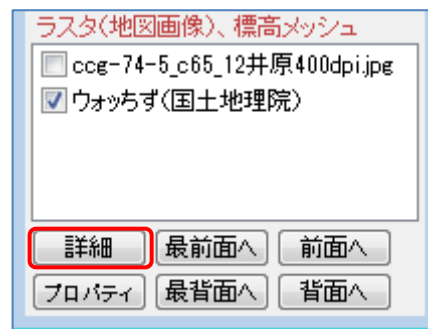 ラスタ(地図画像)、標高メッシュ
ccg-74-5_c65_12井原400dpi.jpg
ウォッちず(国土地理院)
詳細 最前面へ 前面へ
プロパティ 最背面へ 背面へ